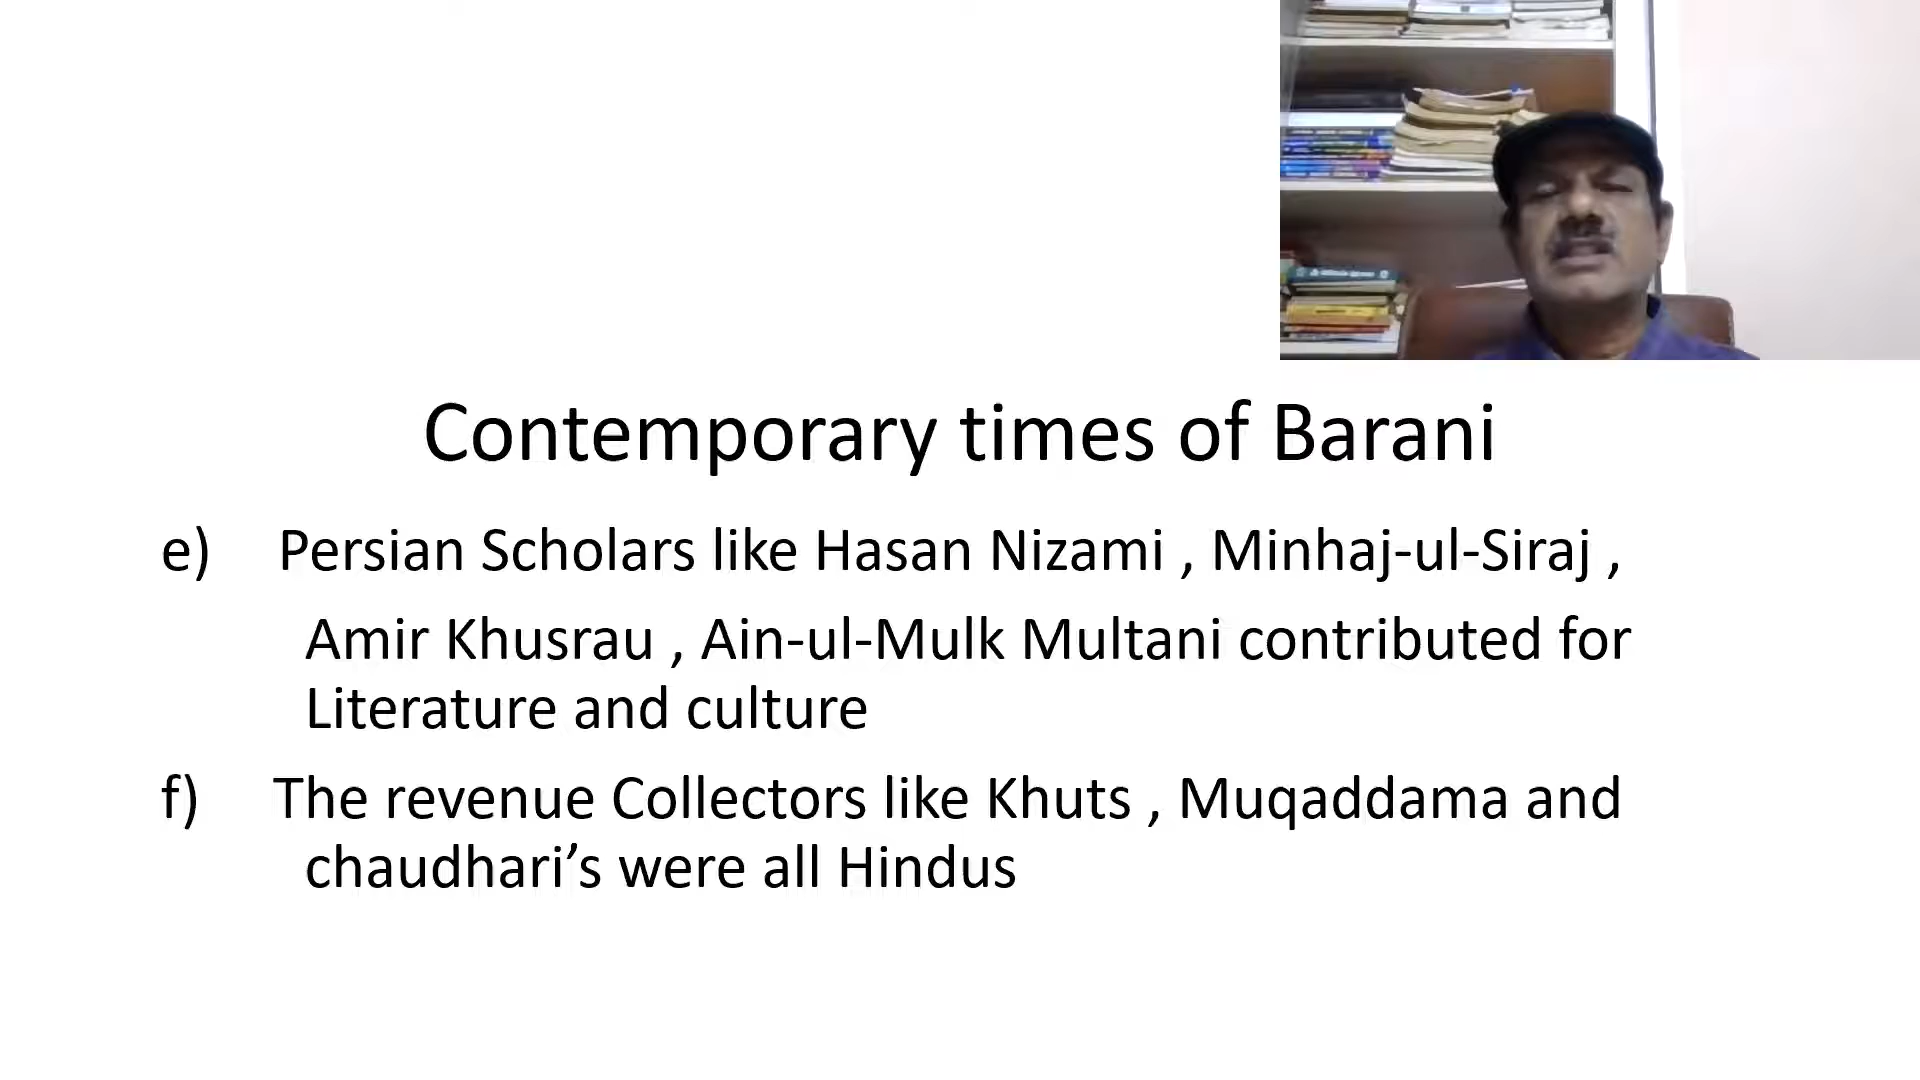 Contemporary times of Barani
e) Persian Scholars like Hasan Nizami , Minhaj-ul-Siraj ,
Amir Khusrau , Ain-ul-Mulk Multani contributed for
Literature and culture
f) The revenue Collectors like Khuts , Muqaddama and
chaudhari’s were all Hindus